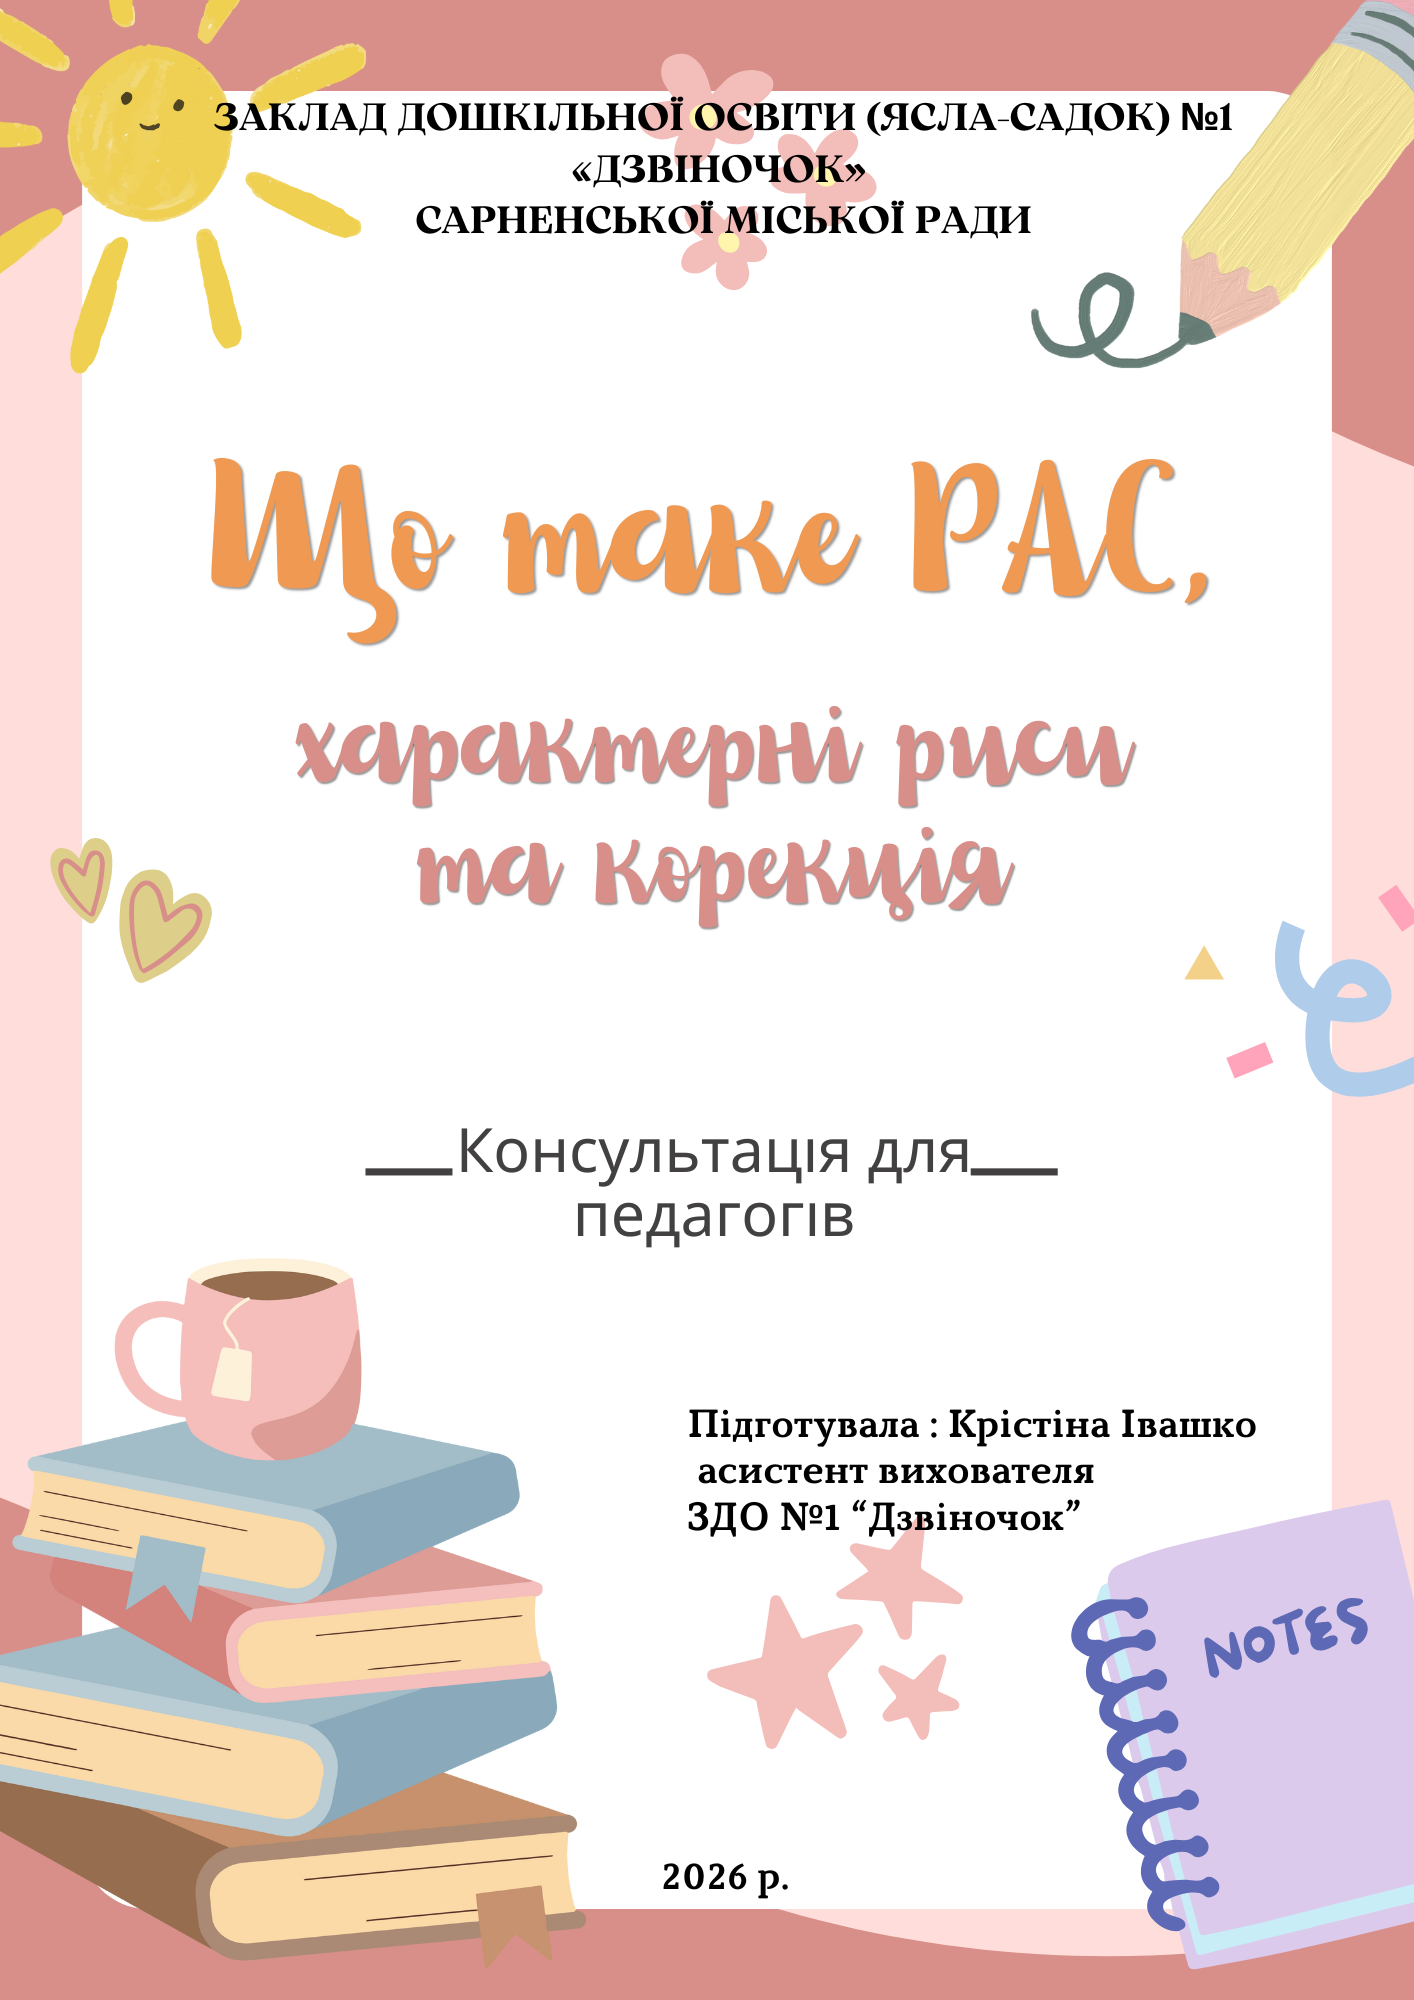 ЗАКЛАД ДОШКІЛЬНОЇ ОСВІТИ (ЯСЛА-САДОК) №1
«ДЗВІНОЧОК»
САРНЕНСЬКОЇ МІСЬКОЇ РАДИ
Що таке РАС,
характерні риси
та корекція
Консультація для
педагогів
Підготувала : Крістіна Івашко
асистент вихователя
ЗДО №1 “Дзвіночок”
NOTES
2026 р.